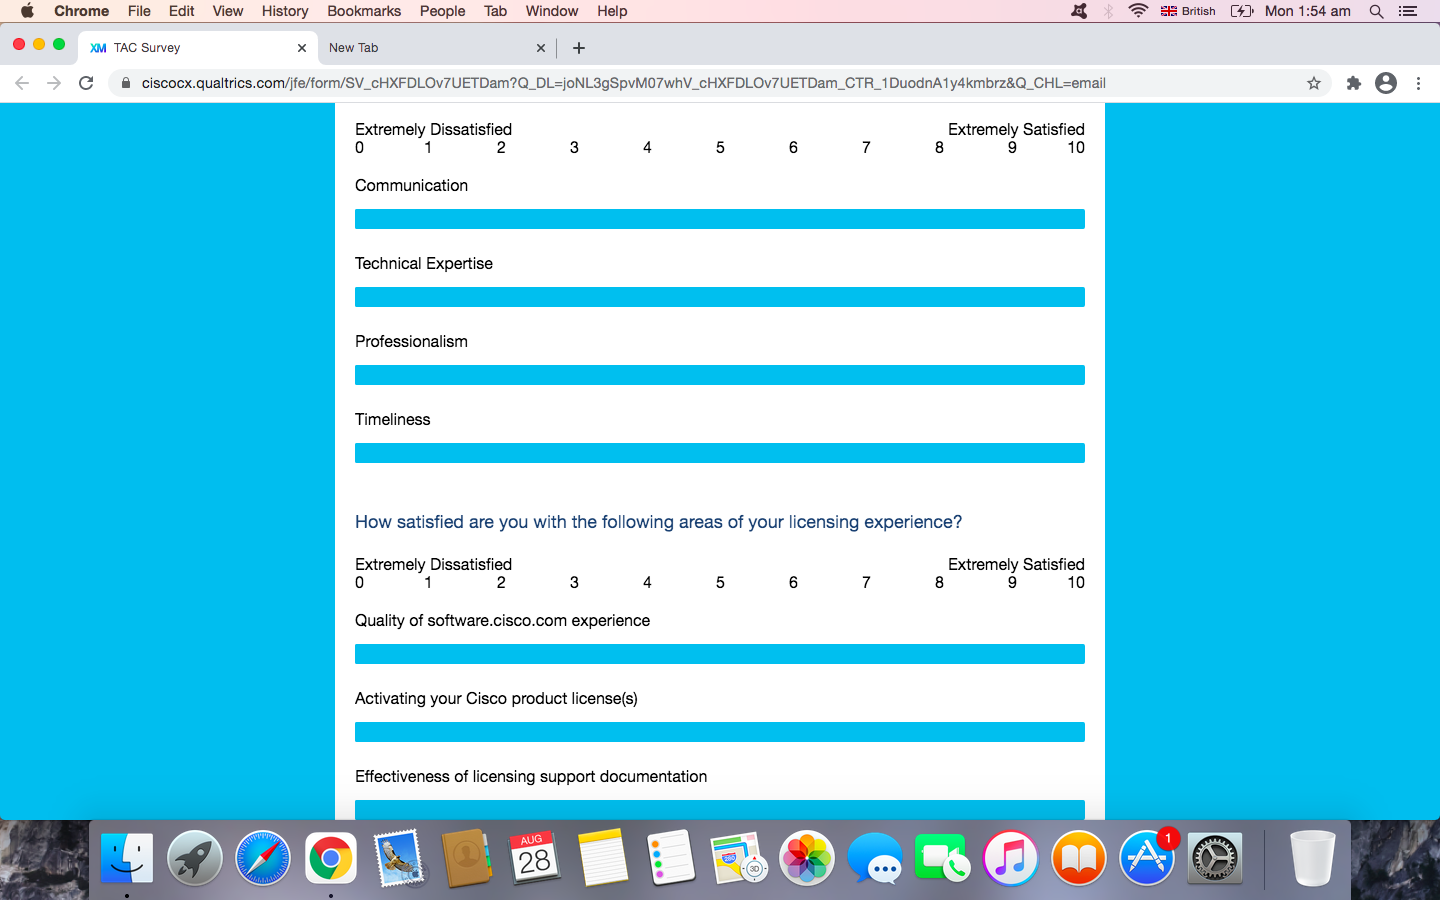 Chrome File Edit View History Bookmarks People Tab Window Help British Mon 1:54 am
XM TAC Survey New Tab
ciscocx.qualtrics.com/jfe/form/SV_cHXFDLOv7UETDam?Q_DL=joNL3gSpvM07whV_cHXFDLOv7UETDam_CTR_1DuodnA1y4kmbrz&Q_CHL=email
Extremely Dissatisfied Extremely Satisfied
0 1 2 3 4 5 6 7 8 9 10
Communication
Technical Expertise
Professionalism
Timeliness
How satisfied are you with the following areas of your licensing experience?
Extremely Dissatisfied Extremely Satisfied
0 1 2 3 4 5 6 7 8 9 10
Quality of software.cisco.com experience
Activating your Cisco product license(s)
Effectiveness of licensing support documentation
AUG
28
280
3D
1